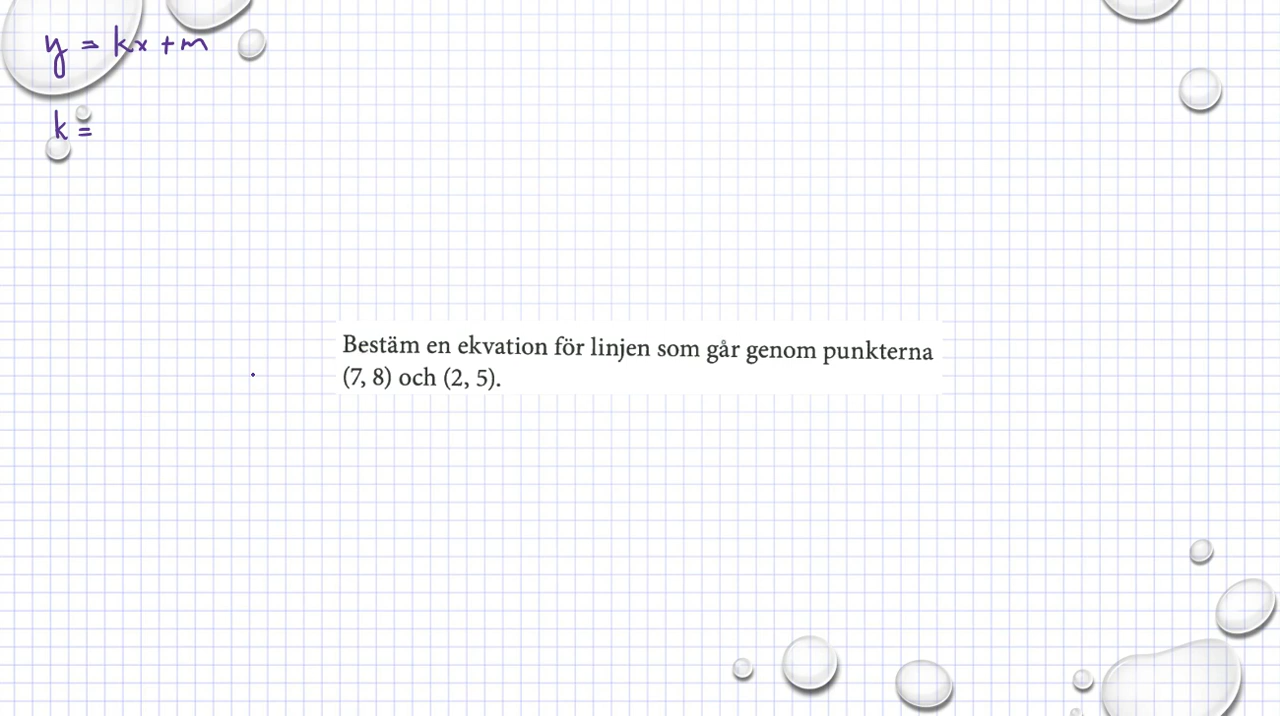 y = kx + m
k =
Bestäm en ekvation för linjen som går genom punkterna
(7, 8) och (2, 5).